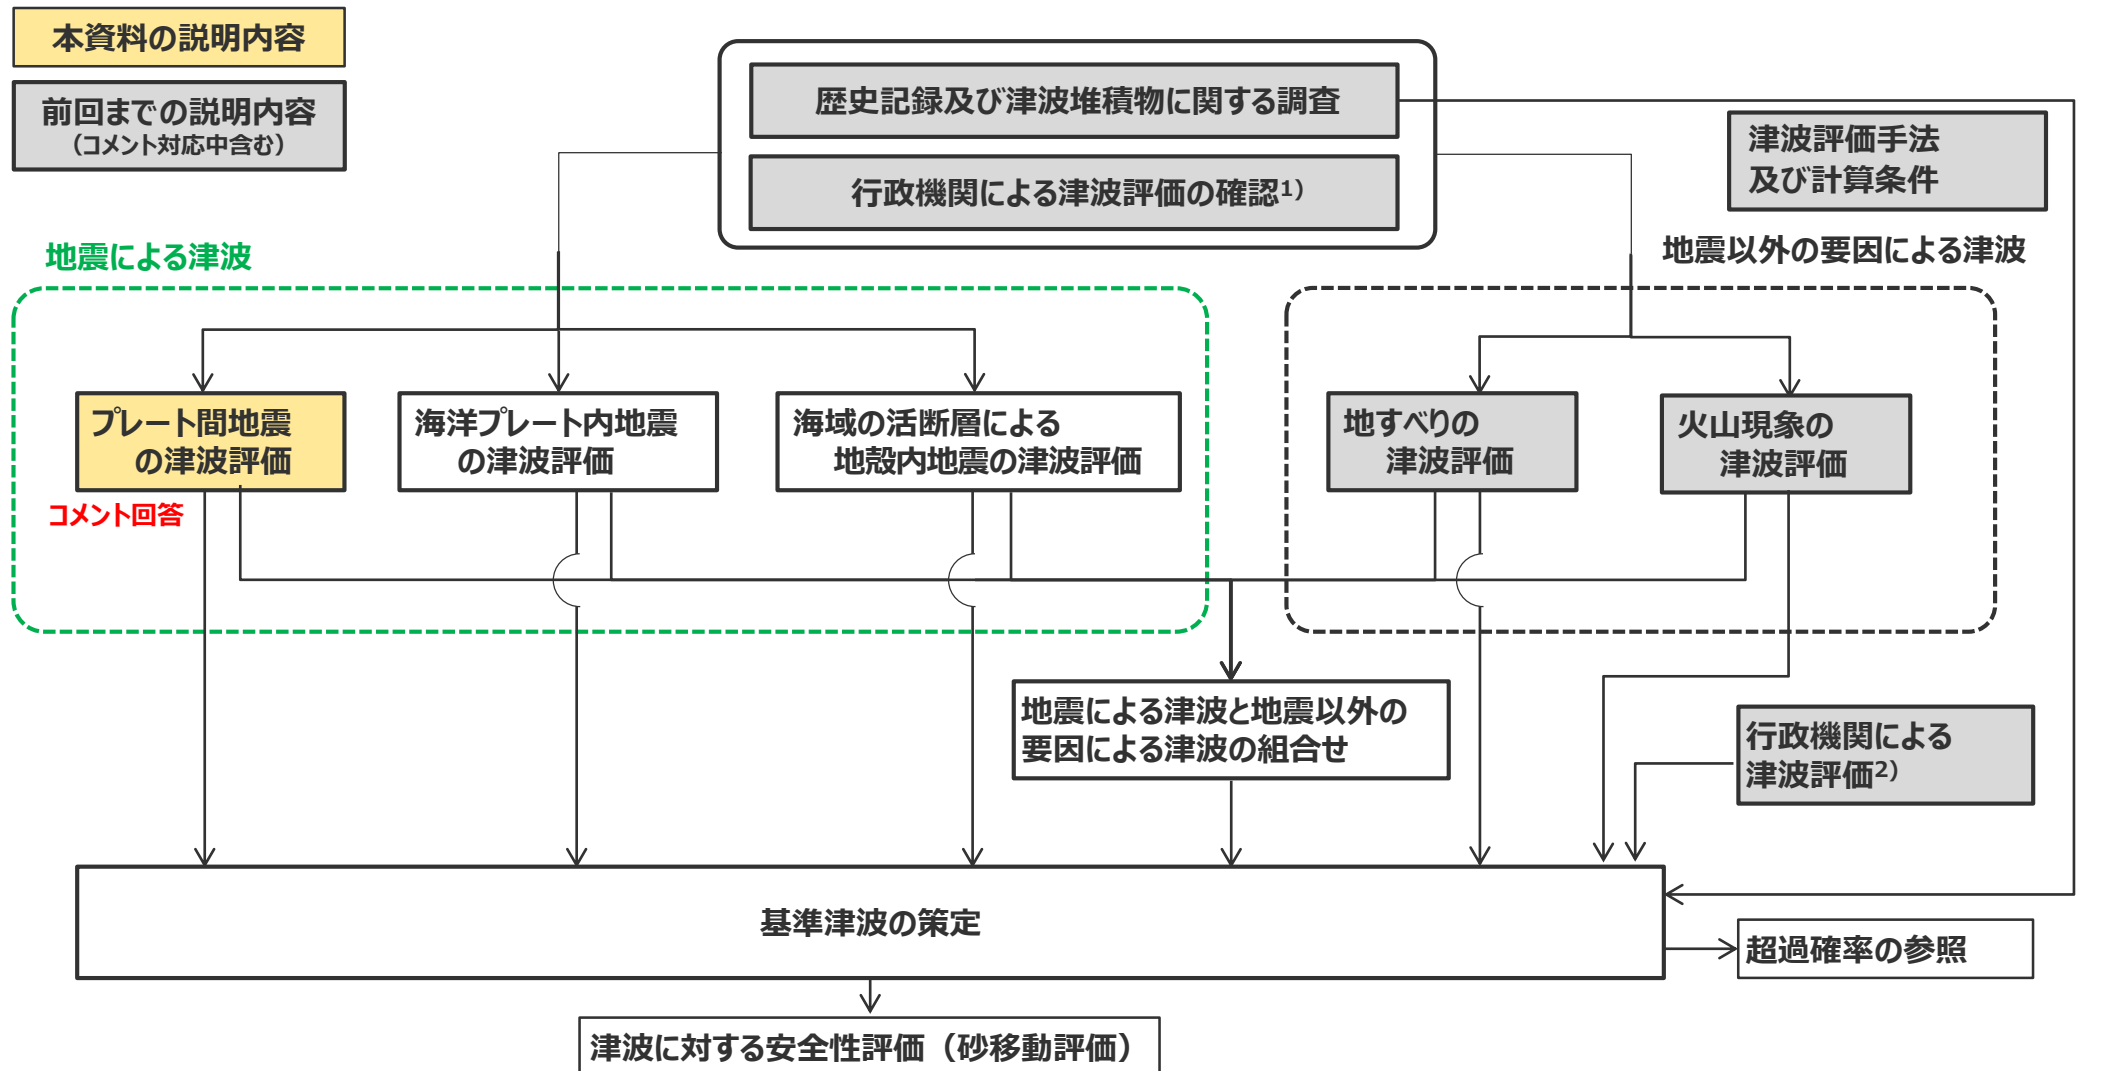 本資料の説明内容
前回までの説明内容
（コメント対応中含む）
歴史記録及び津波堆積物に関する調査
行政機関による津波評価の確認1）
津波評価手法
及び計算条件
地震による津波
地震以外の要因による津波
プレート間地震
の津波評価
海洋プレート内地震
の津波評価
海域の活断層による
地殻内地震の津波評価
地すべりの
津波評価
火山現象の
津波評価
コメント回答
地震による津波と地震以外の
要因による津波の組合せ
行政機関による
津波評価2）
基準津波の策定
超過確率の参照
津波に対する安全性評価（砂移動評価）